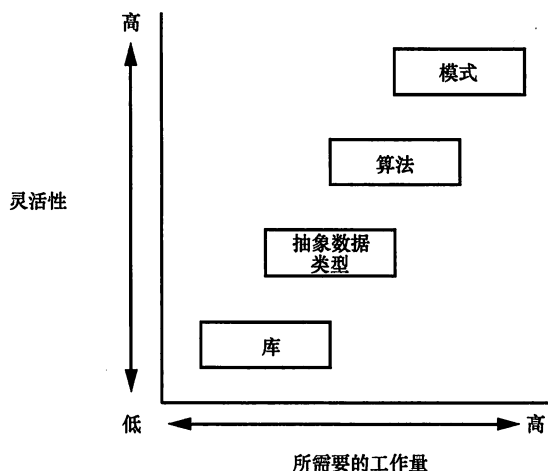 高
模式
算法
灵活性
抽象数据
类型
库
低
高
所需要的工作量